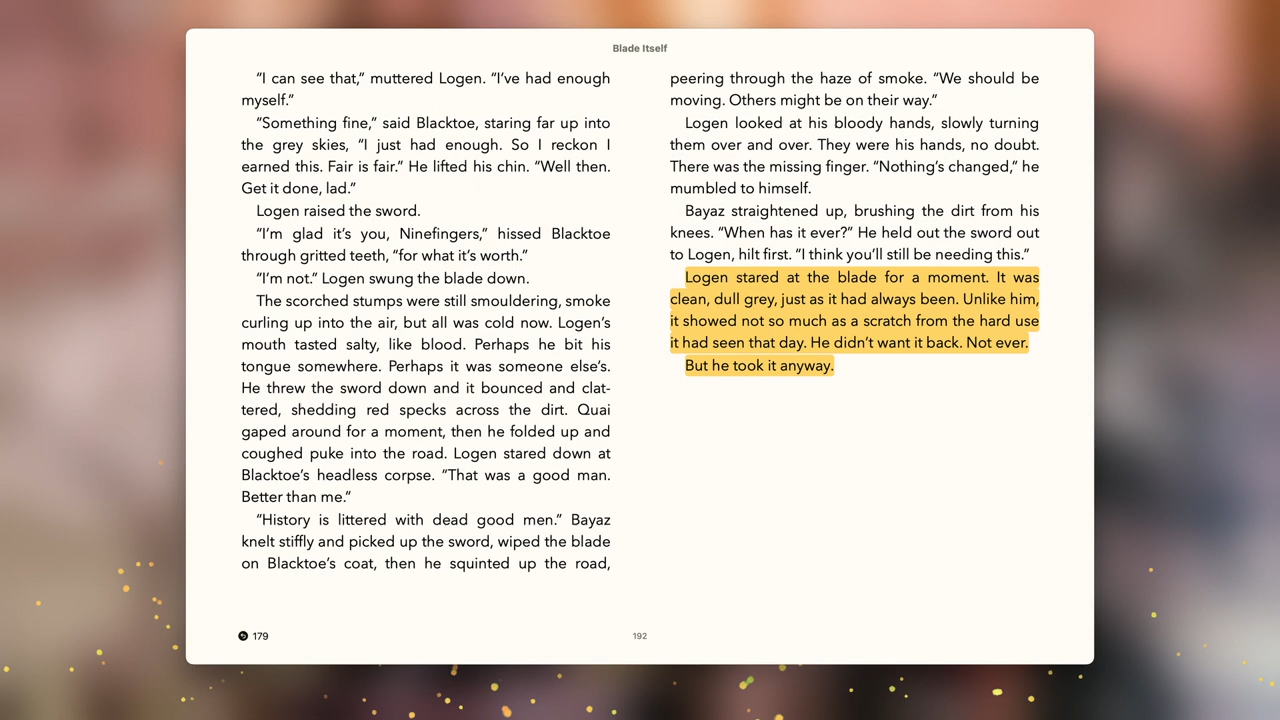 Blade Itself
“I can see that,” muttered Logen. “I’ve had enough
myself.”
“Something fine,” said Blacktoe, staring far up into
the grey skies, “I just had enough. So I reckon I
earned this. Fair is fair.” He lifted his chin. “Well then.
Get it done, lad.”
Logen raised the sword.
“I’m glad it’s you, Ninefingers,” hissed Blacktoe
through gritted teeth, “for what it’s worth.”
“I’m not.” Logen swung the blade down.
The scorched stumps were still smouldering, smoke
curling up into the air, but all was cold now. Logen’s
mouth tasted salty, like blood. Perhaps he bit his
tongue somewhere. Perhaps it was someone else’s.
He threw the sword down and it bounced and clat-
tered, shedding red specks across the dirt. Quai
gaped around for a moment, then he folded up and
coughed puke into the road. Logen stared down at
Blacktoe’s headless corpse. “That was a good man.
Better than me.”
“History is littered with dead good men.” Bayaz
knelt stiffly and picked up the sword, wiped the blade
on Blacktoe’s coat, then he squinted up the road,
peering through the haze of smoke. “We should be
moving. Others might be on their way.”
Logen looked at his bloody hands, slowly turning
them over and over. They were his hands, no doubt.
There was the missing finger. “Nothing’s changed,” he
mumbled to himself.
Bayaz straightened up, brushing the dirt from his
knees. “When has it ever?” He held out the sword out
to Logen, hilt first. “I think you’ll still be needing this.”
Logen stared at the blade for a moment. It was
clean, dull grey, just as it had always been. Unlike him,
it showed not so much as a scratch from the hard use
it had seen that day. He didn’t want it back. Not ever.
But he took it anyway.
179
192